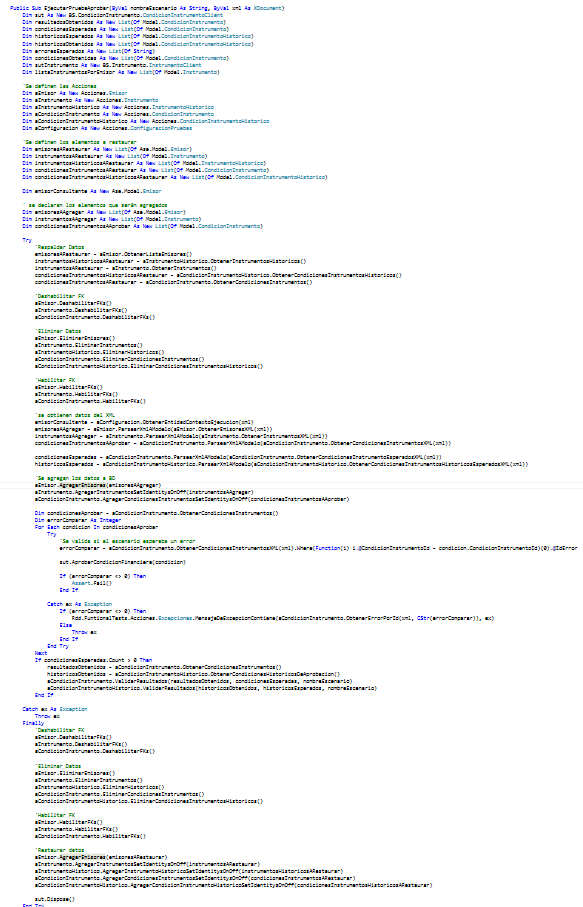 Public Sub EjecutarPruebaAprobar(ByVal nombreEscenario As String, ByVal xml As XDocument)
Dim sut As New BS.CondicionInstrumento.CondicionInstrumentoClient
Dim resultadosObtenidos As New List(Of Model.CondicionInstrumento)
Dim condicionesEsperadas As New List(Of Model.CondicionInstrumento)
Dim historicosEsperados As New List(Of Model.CondicionInstrumentoHistorico)
Dim historicosObtenidos As New List(Of Model.CondicionInstrumentoHistorico)
Dim erroresEsperados As New List(Of String)
Dim condicionesObtenidas As New List(Of Model.CondicionInstrumento)
Dim sutInstrumento As New BS.Instrumento.InstrumentoClient
Dim listaInstrumentosPorEmisor As New List(Of Model.Instrumento)
'Se definen las Acciones
Dim aEmisor As New Acciones.Emisor
Dim aInstrumento As New Acciones.Instrumento
Dim aInstrumentoHistorico As New Acciones.InstrumentoHistorico
Dim aCondicionInstrumento As New Acciones.CondicionInstrumento
Dim aCondicionInstrumentoHistorico As New Acciones.CondicionInstrumentoHistorico
Dim aConfiguracion As New Acciones.ConfiguracionPruebas
'Se definen los elementos a restaurar
Dim emisoresARestaurar As New List(Of Ase.Model.Emisor)
Dim instrumentosARestaurar As New List(Of Model.Instrumento)
Dim instrumentosHistoricosARestaurar As New List(Of Model.InstrumentoHistorico)
Dim condicionesInstrumentosARestaurar As New List(Of Model.CondicionInstrumento)
Dim condicionesInstrumentosHistoricosARestaurar As New List(Of Model.CondicionInstrumentoHistorico)
Dim emisorConsultante As New Ase.Model.Emisor
' se declaran los elementos que serán agregados
Dim emisoresAAgregar As New List(Of Ase.Model.Emisor)
Dim instrumentosAAgregar As New List(Of Model.Instrumento)
Dim condicionesInstrumentosAAprobar As New List(Of Model.CondicionInstrumento)
Try
'Respaldar Datos
emisoresARestaurar = aEmisor.ObtenerListaEmisores()
instrumentosHistoricosARestaurar = aInstrumentoHistorico.ObtenerInstrumentosHistoricos()
instrumentosARestaurar = aInstrumento.ObtenerInstrumentos()
condicionesInstrumentosHistoricosARestaurar = aCondicionInstrumentoHistorico.ObtenerCondicionesInstrumentosHistoricos()
condicionesInstrumentosARestaurar = aCondicionInstrumento.ObtenerCondicionesInstrumentos()
'Deshabilitar FK
aEmisor.DeshabilitarFKs()
aInstrumento.DeshabilitarFKs()
aCondicionInstrumento.DeshabilitarFKs()
'Eliminar Datos
aEmisor.EliminarEmisores()
aInstrumento.EliminarInstrumentos()
aInstrumentoHistorico.EliminarHistoricos()
aCondicionInstrumento.EliminarCondicionesInstrumentos()
aCondicionInstrumentoHistorico.EliminarCondicionesInstrumentosHistoricos()
'Habilitar FK
aEmisor.HabilitarFKs()
aInstrumento.HabilitarFKs()
aCondicionInstrumento.HabilitarFKs()
'se obtienen datos del XML
emisorConsultante = aConfiguracion.ObtenerEntidadContextoEjecucion(xml)
emisoresAAgregar = aEmisor.ParsearXmlAModelo(aEmisor.ObtenerEmisoresXML(xml))
instrumentosAAgregar = aInstrumento.ParsearXmlAModelo(aInstrumento.ObtenerInstrumentosXML(xml))
condicionesInstrumentosAAprobar = aCondicionInstrumento.ParsearXmlAModelo(aCondicionInstrumento.ObtenerCondicionesInstrumentosXML(xml))
condicionesEsperadas = aCondicionInstrumento.ParsearXmlAModelo(aCondicionInstrumento.ObtenerCondicionesInstrumentosEsperadosXML(xml))
historicosEsperados = aCondicionInstrumentoHistorico.ParsearXmlAModelo(aCondicionInstrumentoHistorico.ObtenerCondicionesInstrumentosHistoricosEsperadosXML(xml))
'Se agregan los datos a BD
aEmisor.AgregarEmisores(emisoresAAgregar)
aInstrumento.AgregarInstrumentosSetIdentityOnOff(instrumentosAAgregar)
aCondicionInstrumento.AgregarCondicionesInstrumentosSetIdentitysOnOff(condicionesInstrumentosAAprobar)
Dim condicionesAprobar = aCondicionInstrumento.ObtenerCondicionesInstrumentos()
Dim errorComparar As Integer
For Each condicion In condicionesAprobar
Try
'Se valida si el escenario esperaba un error
errorComparar = aCondicionInstrumento.ObtenerCondicionesInstrumentosXML(xml).Where(Function(i) i.@CondicionInstrumentoId = condicion.CondicionInstrumentoId)(0).@IdError
sut.AprobarCondicionFinanciera(condicion)
If (errorComparar <> 0) Then
Assert.Fail()
End If
Catch ex As Exception
If (errorComparar <> 0) Then
Rdd.FuntionalTests.Acciones.Excepciones.MensajeDeExcepcionContiene(aCondicionInstrumento.ObtenerErrorPorId(xml, CStr(errorComparar)), ex)
Else
Throw ex
End If
End Try
Next
If condicionesEsperadas.Count > 0 Then
resultadosObtenidos = aCondicionInstrumento.ObtenerCondicionesInstrumentos()
historicosObtenidos = aCondicionInstrumentoHistorico.ObtenerCondicionesHistoricosDeAprobacion()
aCondicionInstrumento.ValidarResultados(resultadosObtenidos, condicionesEsperadas, nombreEscenario)
aCondicionInstrumentoHistorico.ValidarResultados(historicosObtenidos, historicosEsperados, nombreEscenario)
End If
Catch ex As Exception
Throw ex
Finally
'Deshabilitar FK
aEmisor.DeshabilitarFKs()
aInstrumento.DeshabilitarFKs()
aCondicionInstrumento.DeshabilitarFKs()
'Eliminar Datos
aEmisor.EliminarEmisores()
aInstrumento.EliminarInstrumentos()
aInstrumentoHistorico.EliminarHistoricos()
aCondicionInstrumento.EliminarCondicionesInstrumentos()
aCondicionInstrumentoHistorico.EliminarCondicionesInstrumentosHistoricos()
'Habilitar FK
aEmisor.HabilitarFKs()
aInstrumento.HabilitarFKs()
aCondicionInstrumento.HabilitarFKs()
'Restaurar datos
aEmisor.AgregarEmisores(emisoresARestaurar)
aInstrumento.AgregarInstrumentosSetIdentityOnOff(instrumentosARestaurar)
aInstrumentoHistorico.AgregarInstrumentoHistoricoSetIdentityOnOff(instrumentosHistoricosARestaurar)
aCondicionInstrumento.AgregarCondicionesInstrumentosSetIdentitysOnOff(condicionesInstrumentosARestaurar)
aCondicionInstrumentoHistorico.AgregarCondicionInstrumentoHistoricoSetIdentitysOnOff(condicionesInstrumentosHistoricosARestaurar)
sut.Dispose()
End Try